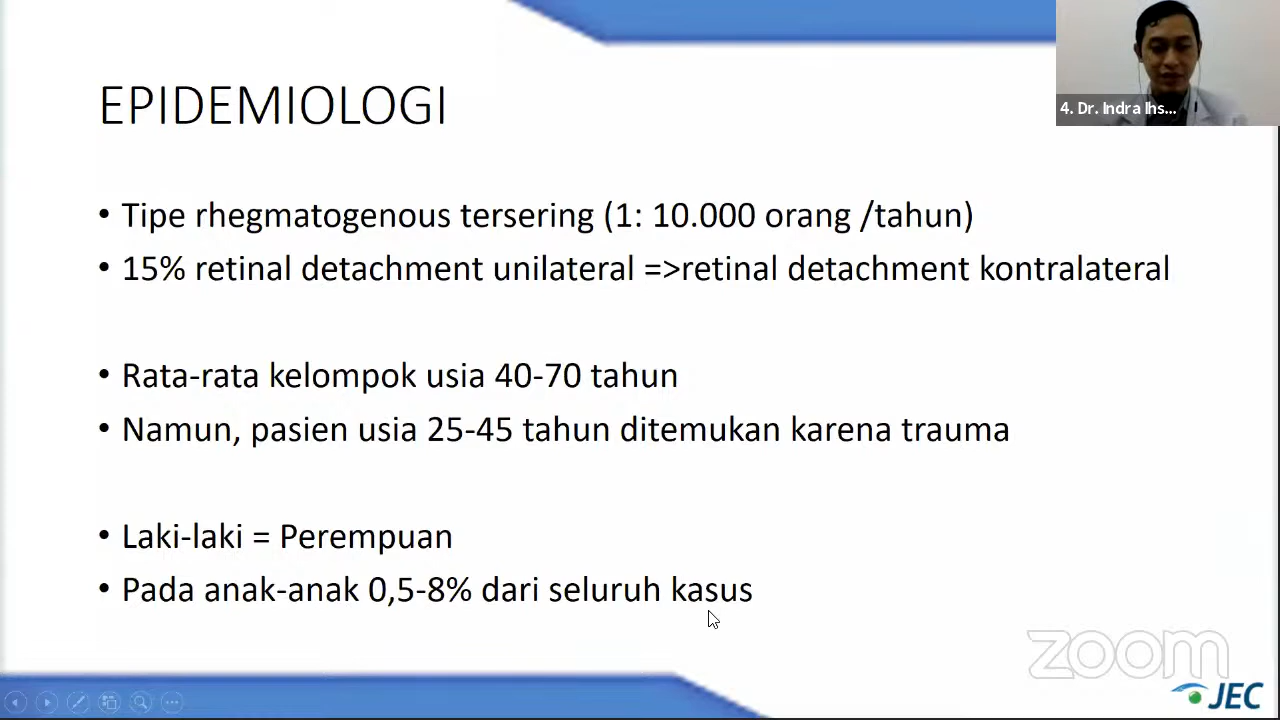 4. Dr. Indra Ihs...
EPIDEMIOLOGI
• Tipe rhegmatogenous tersering (1: 10.000 orang /tahun)
• 15% retinal detachment unilateral =>retinal detachment kontralateral
• Rata-rata kelompok usia 40-70 tahun
• Namun, pasien usia 25-45 tahun ditemukan karena trauma
• Laki-laki = Perempuan
• Pada anak-anak 0,5-8% dari seluruh kasus
zoom
JEC